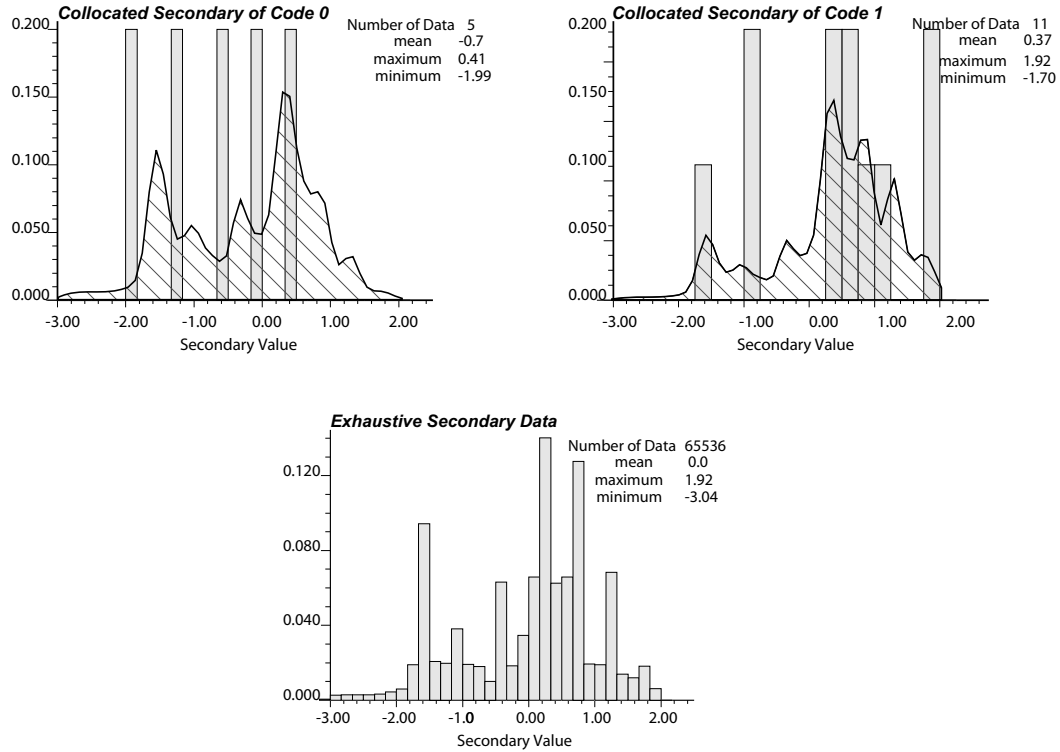 Collocated Secondary of Code 0
Number of Data 5
mean -0.7
maximum 0.41
minimum -1.99
0.200
0.150
0.100
0.050
0.000
-3.00 -2.00 -1.00 0.00 1.00 2.00
Secondary Value
Collocated Secondary of Code 1
Number of Data 11
mean 0.37
maximum 1.92
minimum -1.70
0.200
0.150
0.100
0.050
0.000
-3.00 -2.00 -1.00 0.00 1.00 2.00
Secondary Value
Exhaustive Secondary Data
Number of Data 65536
mean 0.0
maximum 1.92
minimum -3.04
0.120
0.080
0.040
0.000
-3.00 -2.00 -1.0 0.00 1.00 2.00
Secondary Value